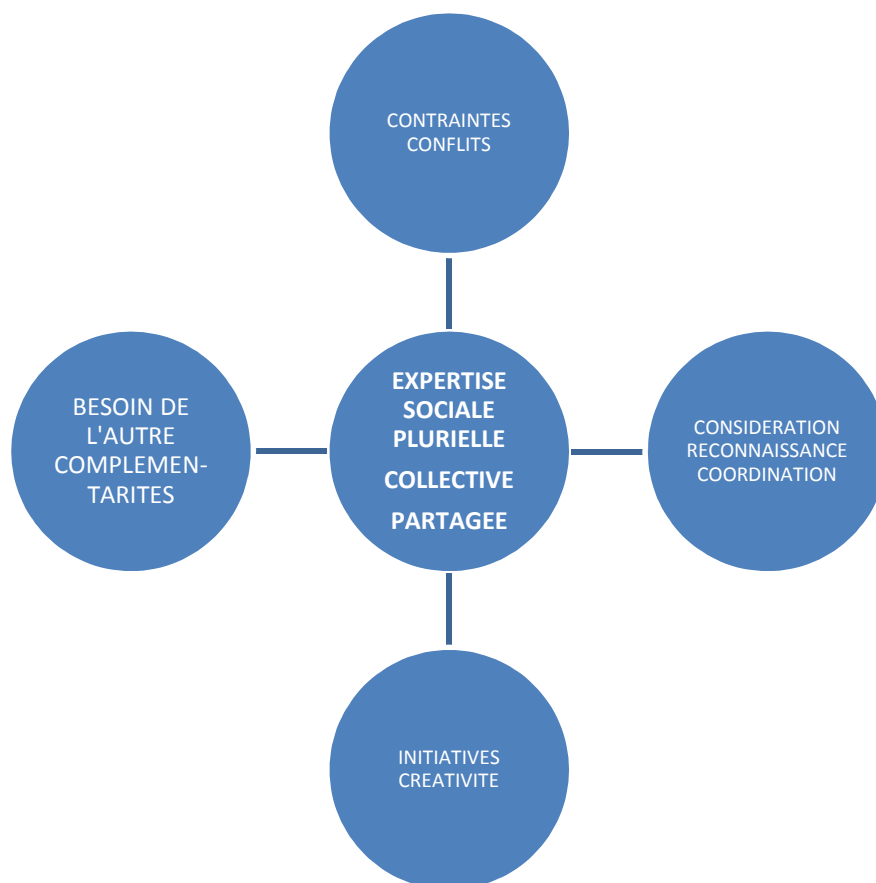 CONTRAINTES
CONFLITS
BESOIN DE
L'AUTRE
COMPLEMEN-
TARITES
EXPERTISE
SOCIALE
PLURIELLE
COLLECTIVE
PARTAGEE
CONSIDERATION
RECONNAISSANCE
COORDINATION
INITIATIVES
CREATIVITE